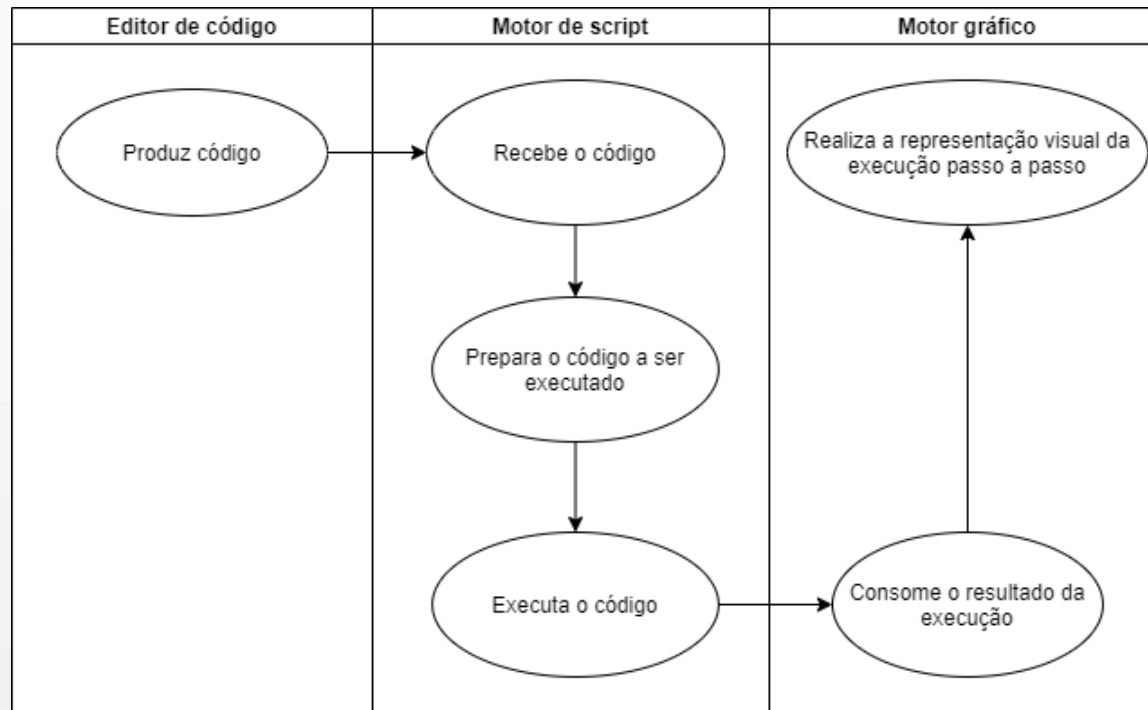 Editor de código
Motor de script
Motor gráfico
Produz código
Recebe o código
Realiza a representação visual da
execução passo a passo
Prepara o código a ser
executado
Executa o código
Consome o resultado da
execução